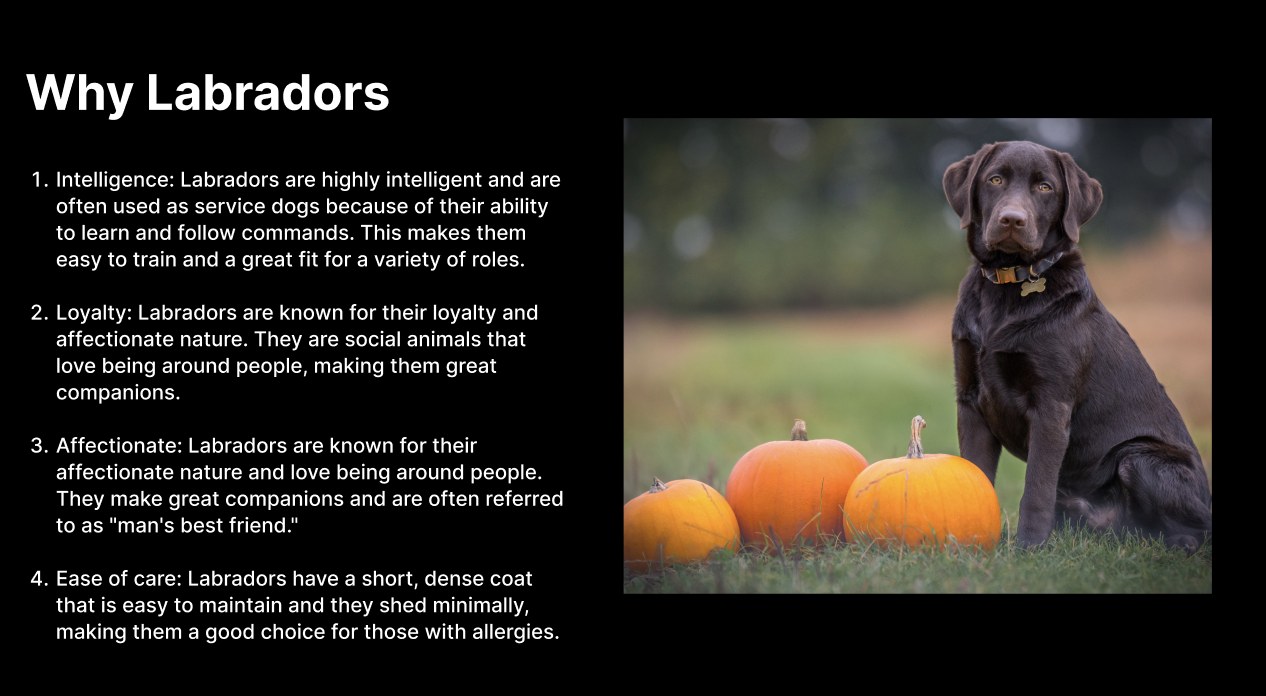 Why Labradors
1. Intelligence: Labradors are highly intelligent and are
often used as service dogs because of their ability
to learn and follow commands. This makes them
easy to train and a great fit for a variety of roles.
2. Loyalty: Labradors are known for their loyalty and
affectionate nature. They are social animals that
love being around people, making them great
companions.
3. Affectionate: Labradors are known for their
affectionate nature and love being around people.
They make great companions and are often referred
to as "man's best friend."
4. Ease of care: Labradors have a short, dense coat
that is easy to maintain and they shed minimally,
making them a good choice for those with allergies.